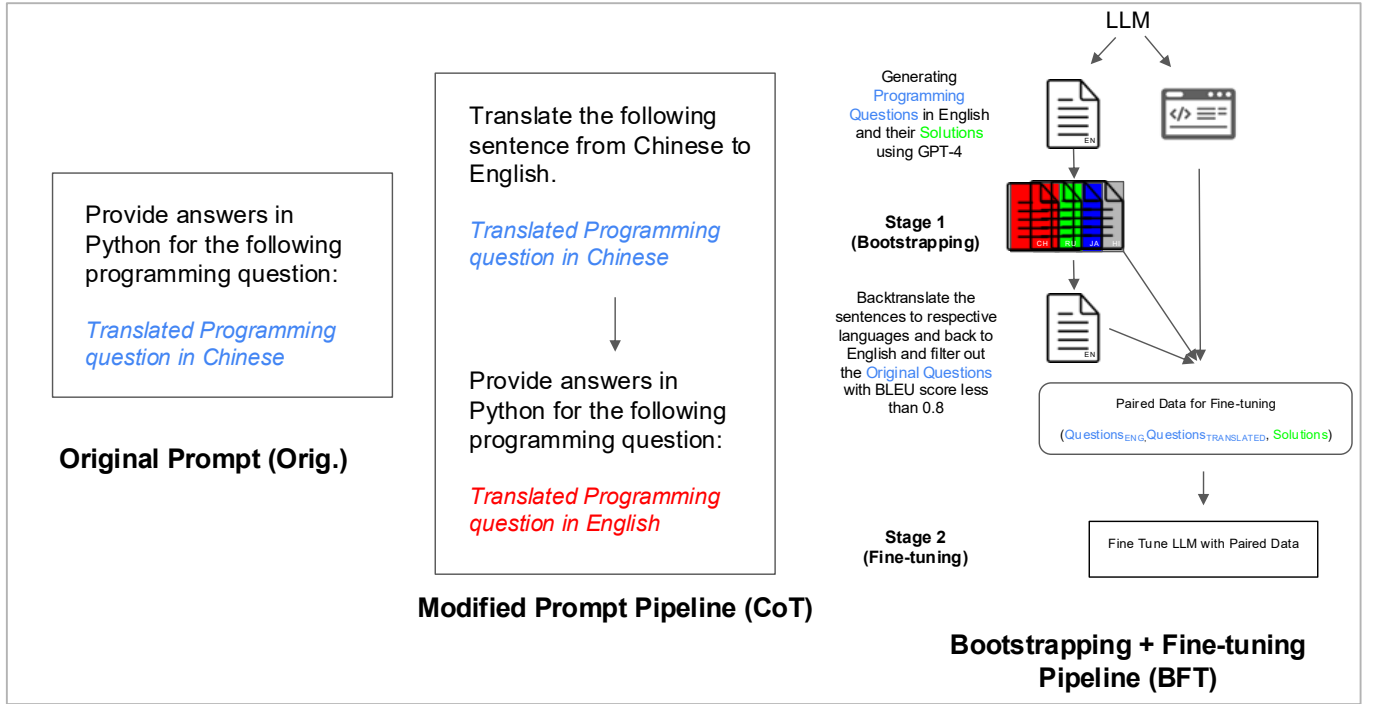 Provide answers in
Python for the following
programming question:
Translated Programming
question in Chinese
Original Prompt (Orig.)
Translate the following
sentence from Chinese to
English.
Translated Programming
question in Chinese
Provide answers in
Python for the following
programming question:
Translated Programming
question in English
Modified Prompt Pipeline (CoT)
LLM
Generating
Programming
Questions in English
and their Solutions
using GPT-4
EN
</>
Stage 1
(Bootstrapping)
CH
RU
JA
HI
Backtranslate the
sentences to respective
languages and back to
English and filter out
the Original Questions
with BLEU score less
than 0.8
EN
Paired Data for Fine-tuning
(QuestionsENG,QuestionsTRANSLATED, Solutions)
Stage 2
(Fine-tuning)
Fine Tune LLM with Paired Data
Bootstrapping + Fine-tuning
Pipeline (BFT)